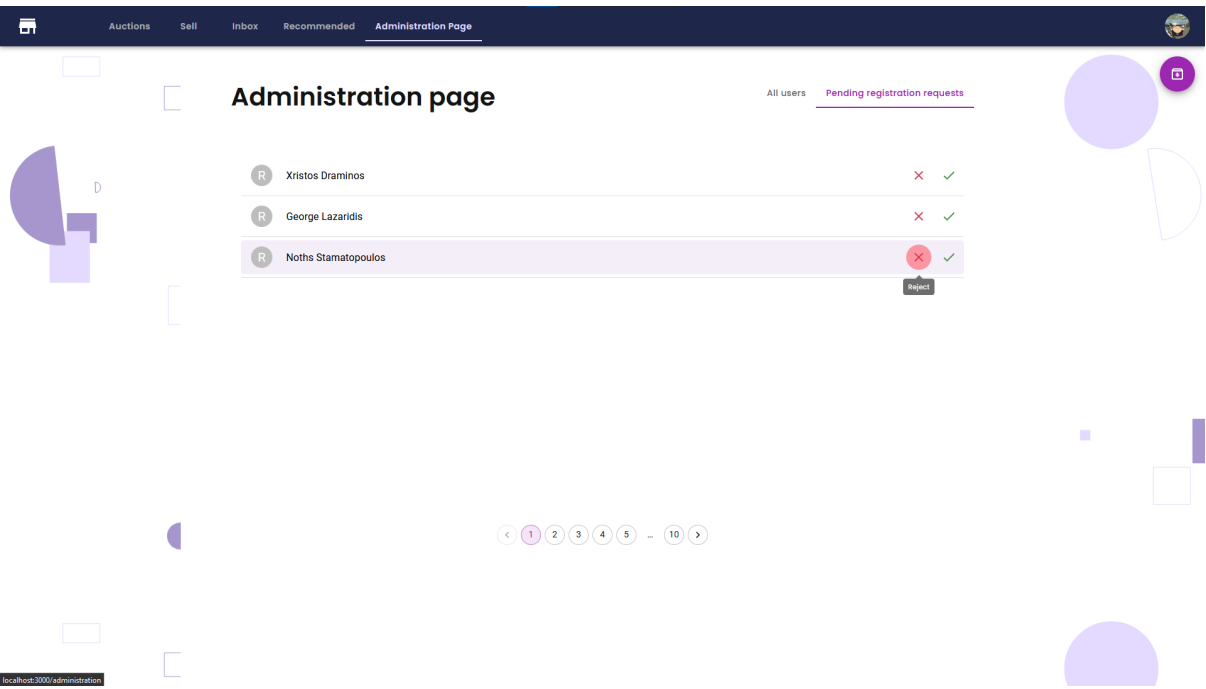 Auctions Sell Inbox Recommended Administration Page
Administration page
All users Pending registration requests
R Xristos Draminos
R George Lazaridis
R Noths Stamatopoulos
Reject
1 2 3 4 5 ... 10
localhost:3000/administration